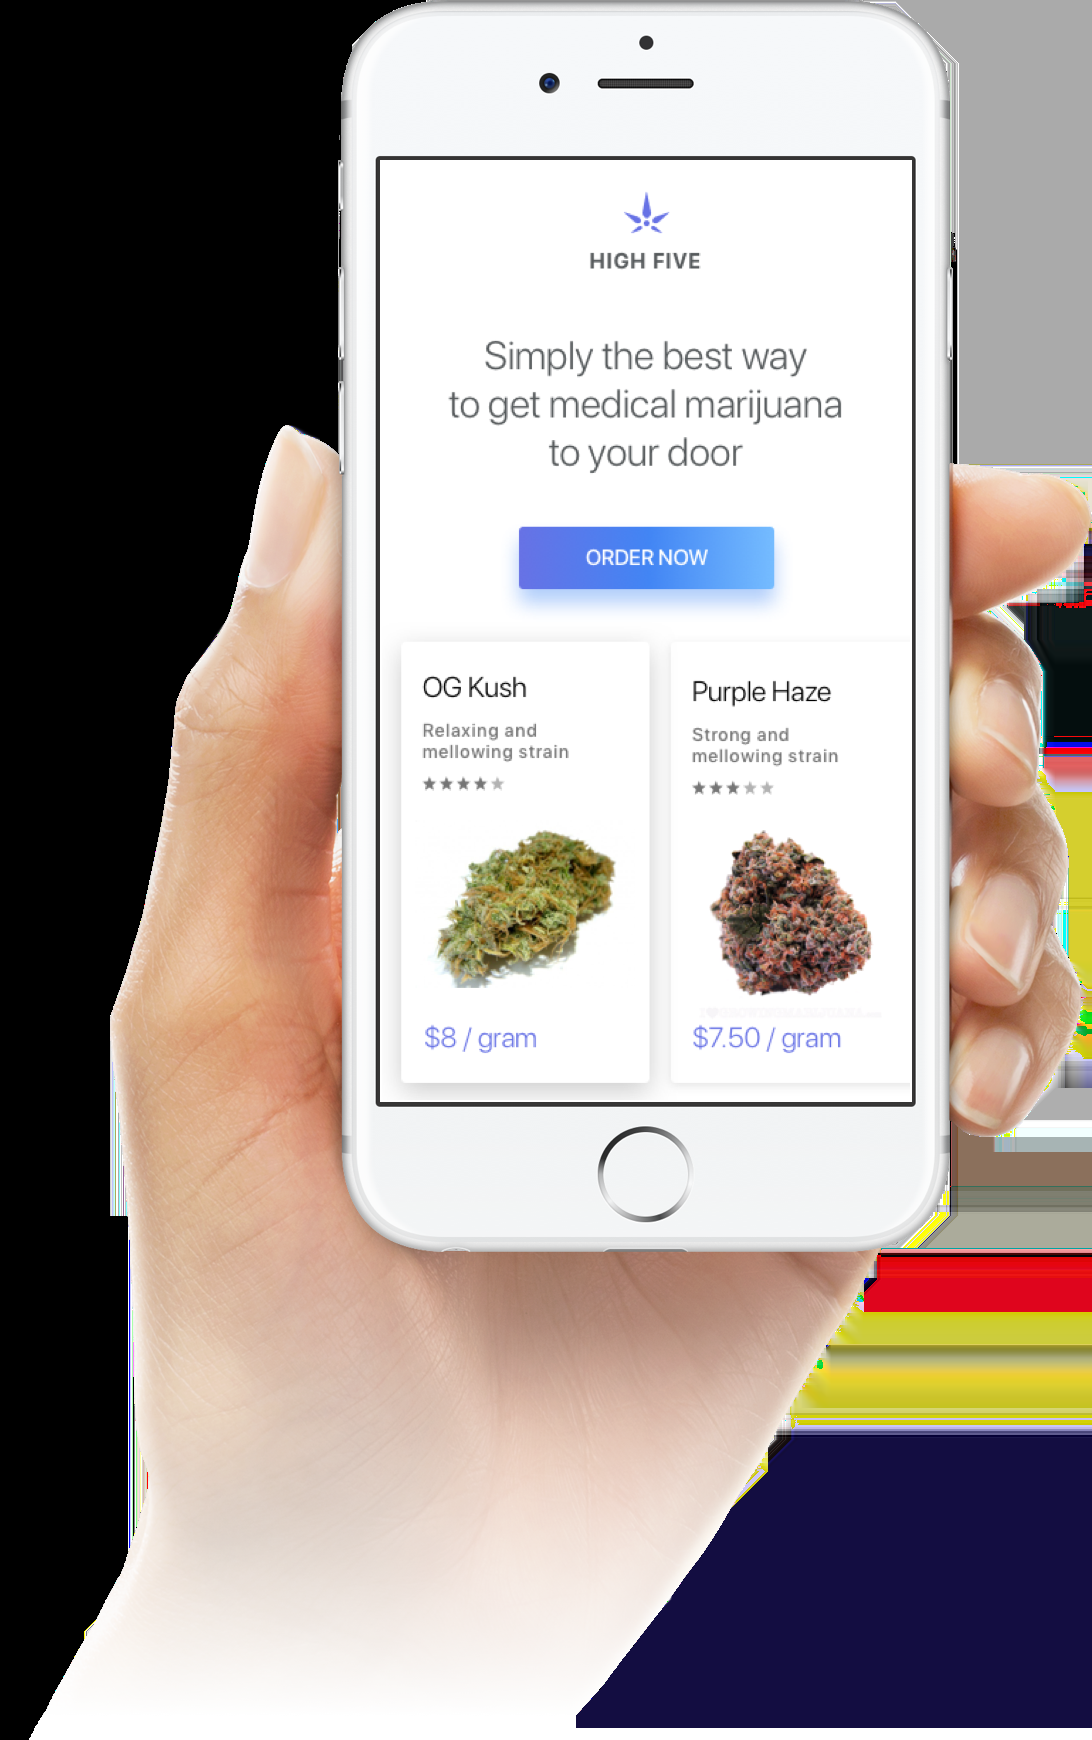 HIGH FIVE
Simply the best way
to get medical marijuana
to your door
ORDER NOW
OG Kush
Relaxing and
mellowing strain
$8 / gram
Purple Haze
Strong and
mellowing strain
$7.50 / gram